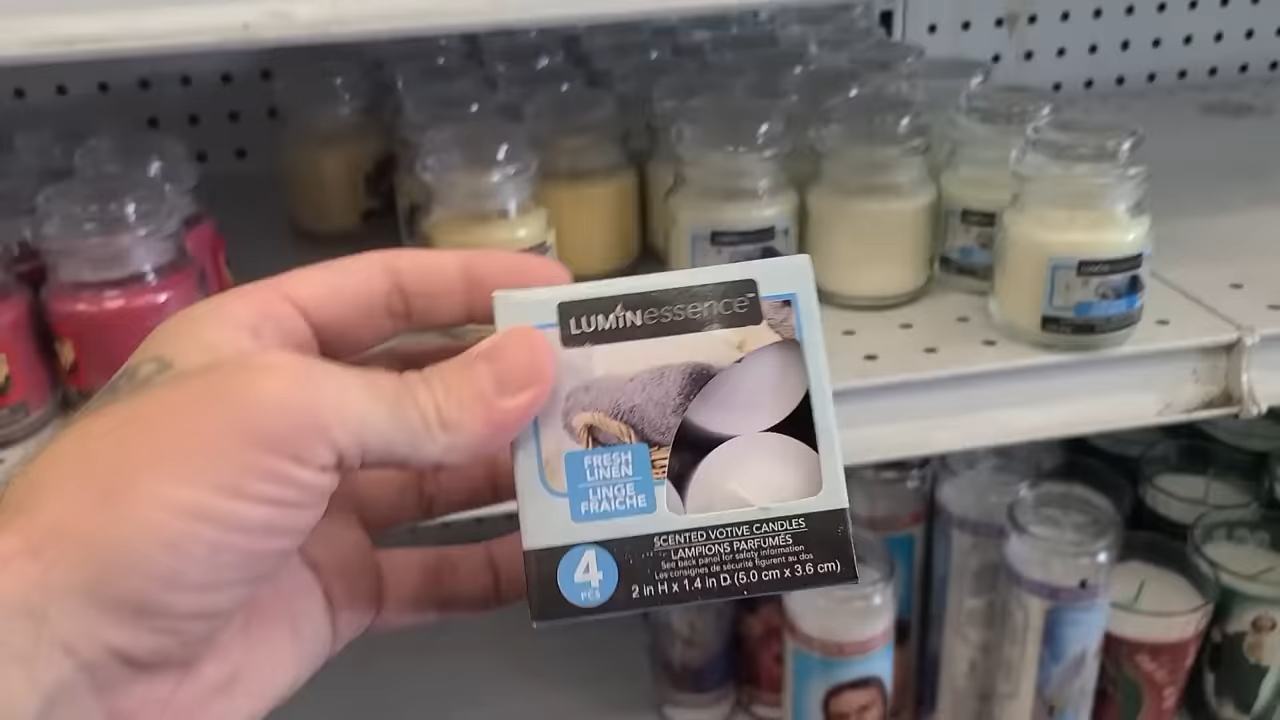 LUMINessence™
FRESH
LINEN
LINGE
FRAÎCHE
SCENTED VOTIVE CANDLES
LAMPIONS PARFUMÉS
See back panel for safety information
Les consignes de sécurité figurent au dos
4
PCS
2 in H x 1.4 in D (5.0 cm x 3.6 cm)